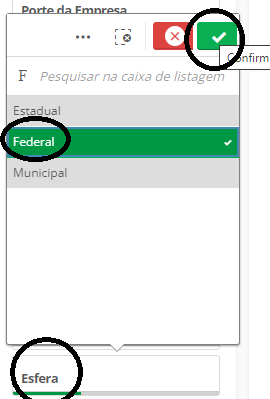 Porte da Empresa
Confirm
F Pesquisar na caixa de listagem
Estadual
Federal
Municipal
Esfera